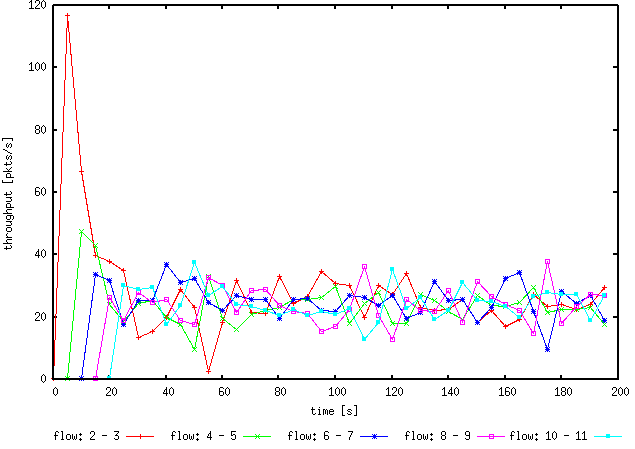 120
100
80
60
40
20
0
throughput [pkts/s]
0 20 40 60 80 100 120 140 160 180 200
time [s]
flow: 2 - 3 flow: 4 - 5 flow: 6 - 7 flow: 8 - 9 flow: 10 - 11